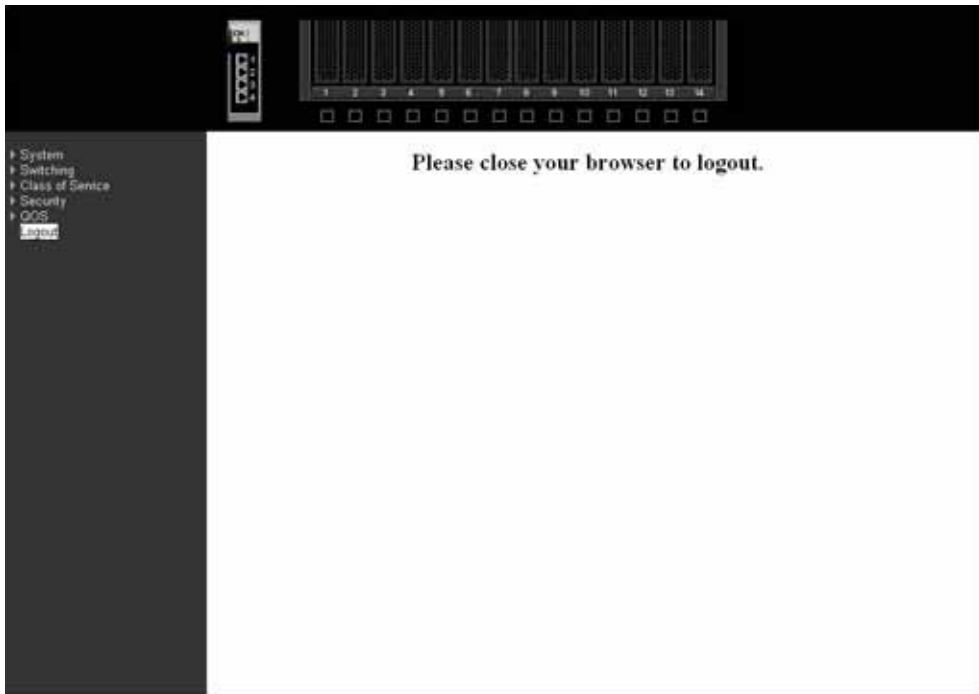 1 2 3 4 5 6 7 8 9 10 11 12 13 14
System
Switching
Class of Service
Security
QOS
Logout
Please close your browser to logout.